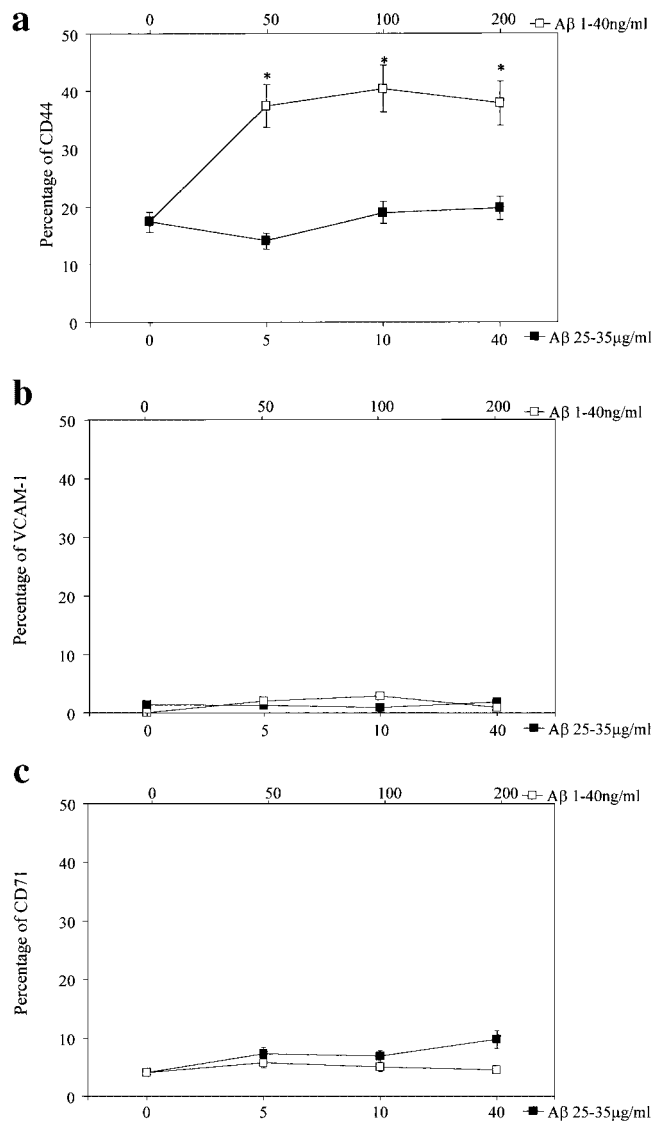 a
0 50 100 200 Aβ 1-40ng/ml
50
40
30
20
10
0
Percentage of CD44
* * *
0 5 10 40 Aβ 25-35μg/ml
b
0 50 100 200 Aβ 1-40ng/ml
50
40
30
20
10
0
Percentage of VCAM-1
0 5 10 40 Aβ 25-35μg/ml
c
0 50 100 200 Aβ 1-40ng/ml
50
40
30
20
10
0
Percentage of CD71
0 5 10 40 Aβ 25-35μg/ml